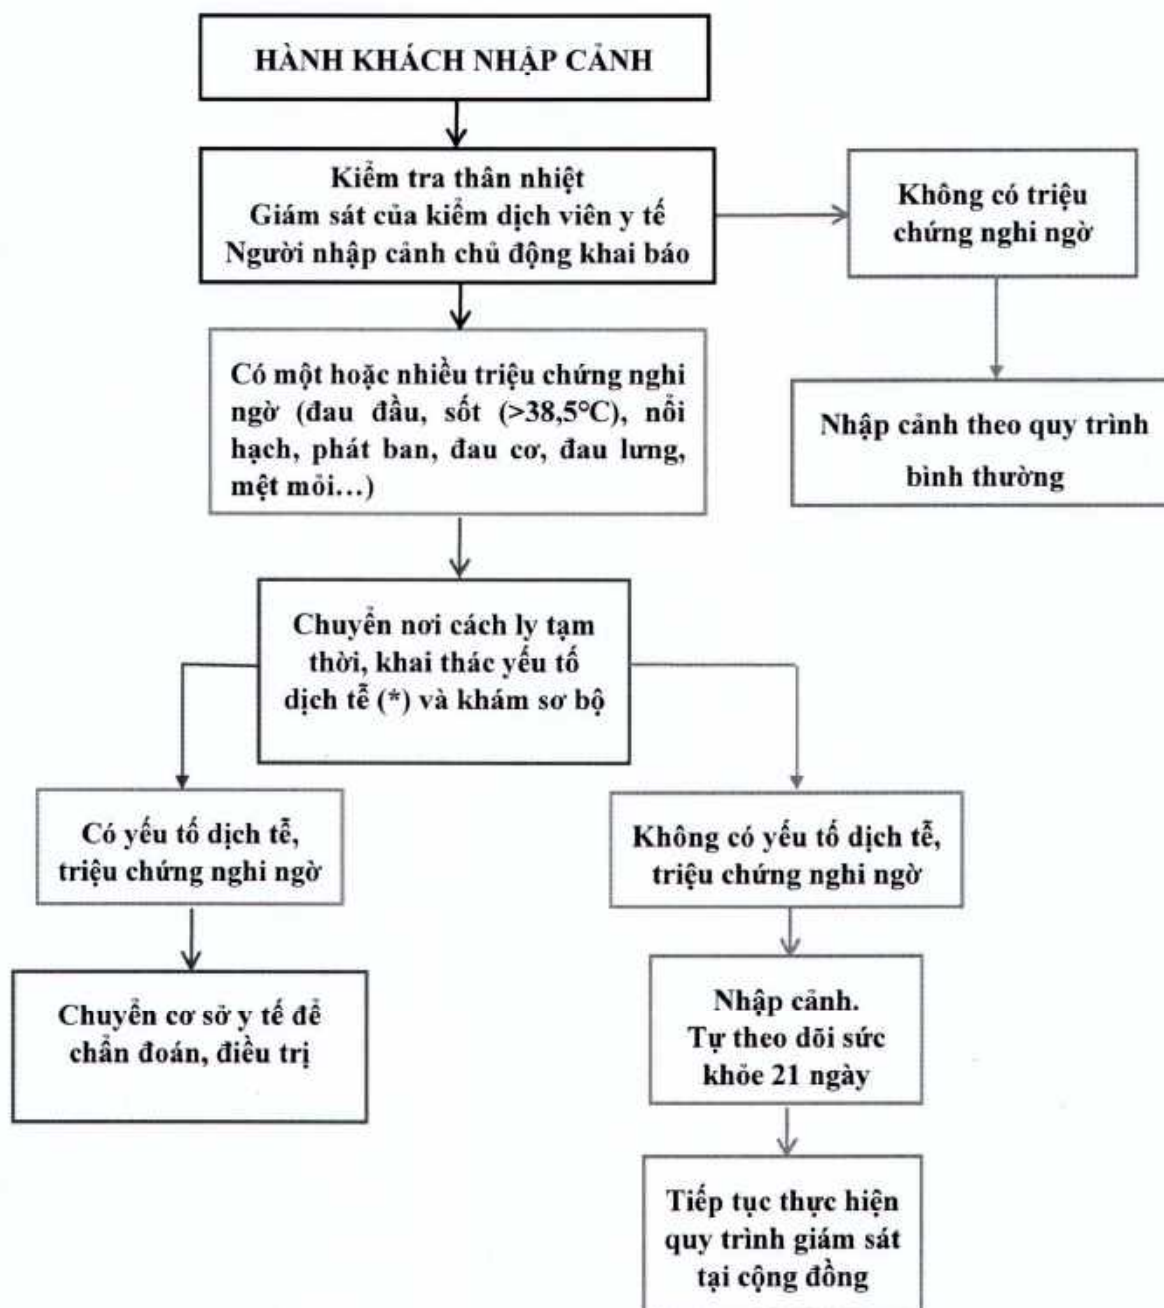 HÀNH KHÁCH NHẬP CẢNH
Kiểm tra thân nhiệt
Giám sát của kiểm dịch viên y tế
Người nhập cảnh chủ động khai báo
Không có triệu
chứng nghi ngờ
Nhập cảnh theo quy trình
bình thường
Có một hoặc nhiều triệu chứng nghi
ngờ (đau đầu, sốt (>38,5°C), nổi
hạch, phát ban, đau cơ, đau lưng,
mệt mỏi...)
Chuyển nơi cách ly tạm
thời, khai thác yếu tố
dịch tễ (*) và khám sơ bộ
Có yếu tố dịch tễ,
triệu chứng nghi ngờ
Chuyển cơ sở y tế để
chẩn đoán, điều trị
Không có yếu tố dịch tễ,
triệu chứng nghi ngờ
Nhập cảnh.
Tự theo dõi sức
khỏe 21 ngày
Tiếp tục thực hiện
quy trình giám sát
tại cộng đồng